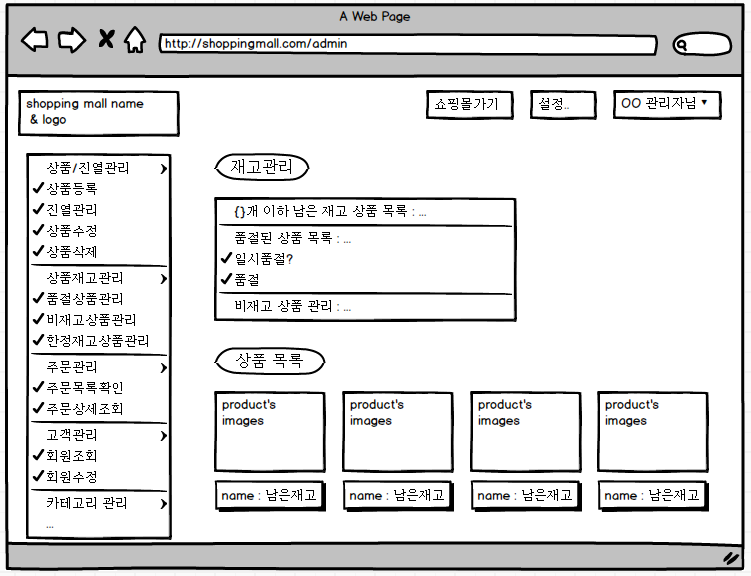 A Web Page
http://shoppingmall.com/admin
shopping mall name
& logo
쇼핑몰가기
설정..
OO 관리자님
상품/진열관리
상품등록
진열관리
상품수정
상품삭제
상품재고관리
품절상품관리
비재고상품관리
한정재고상품관리
주문관리
주문목록확인
주문상세조회
고객관리
회원조회
회원수정
카테고리 관리
...
재고관리
{}개 이하 남은 재고 상품 목록 : ...
품절된 상품 목록 : ...
일시품절?
품절
비재고 상품 관리 : ...
상품 목록
product's
images
product's
images
product's
images
product's
images
name : 남은재고
name : 남은재고
name : 남은재고
name : 남은재고